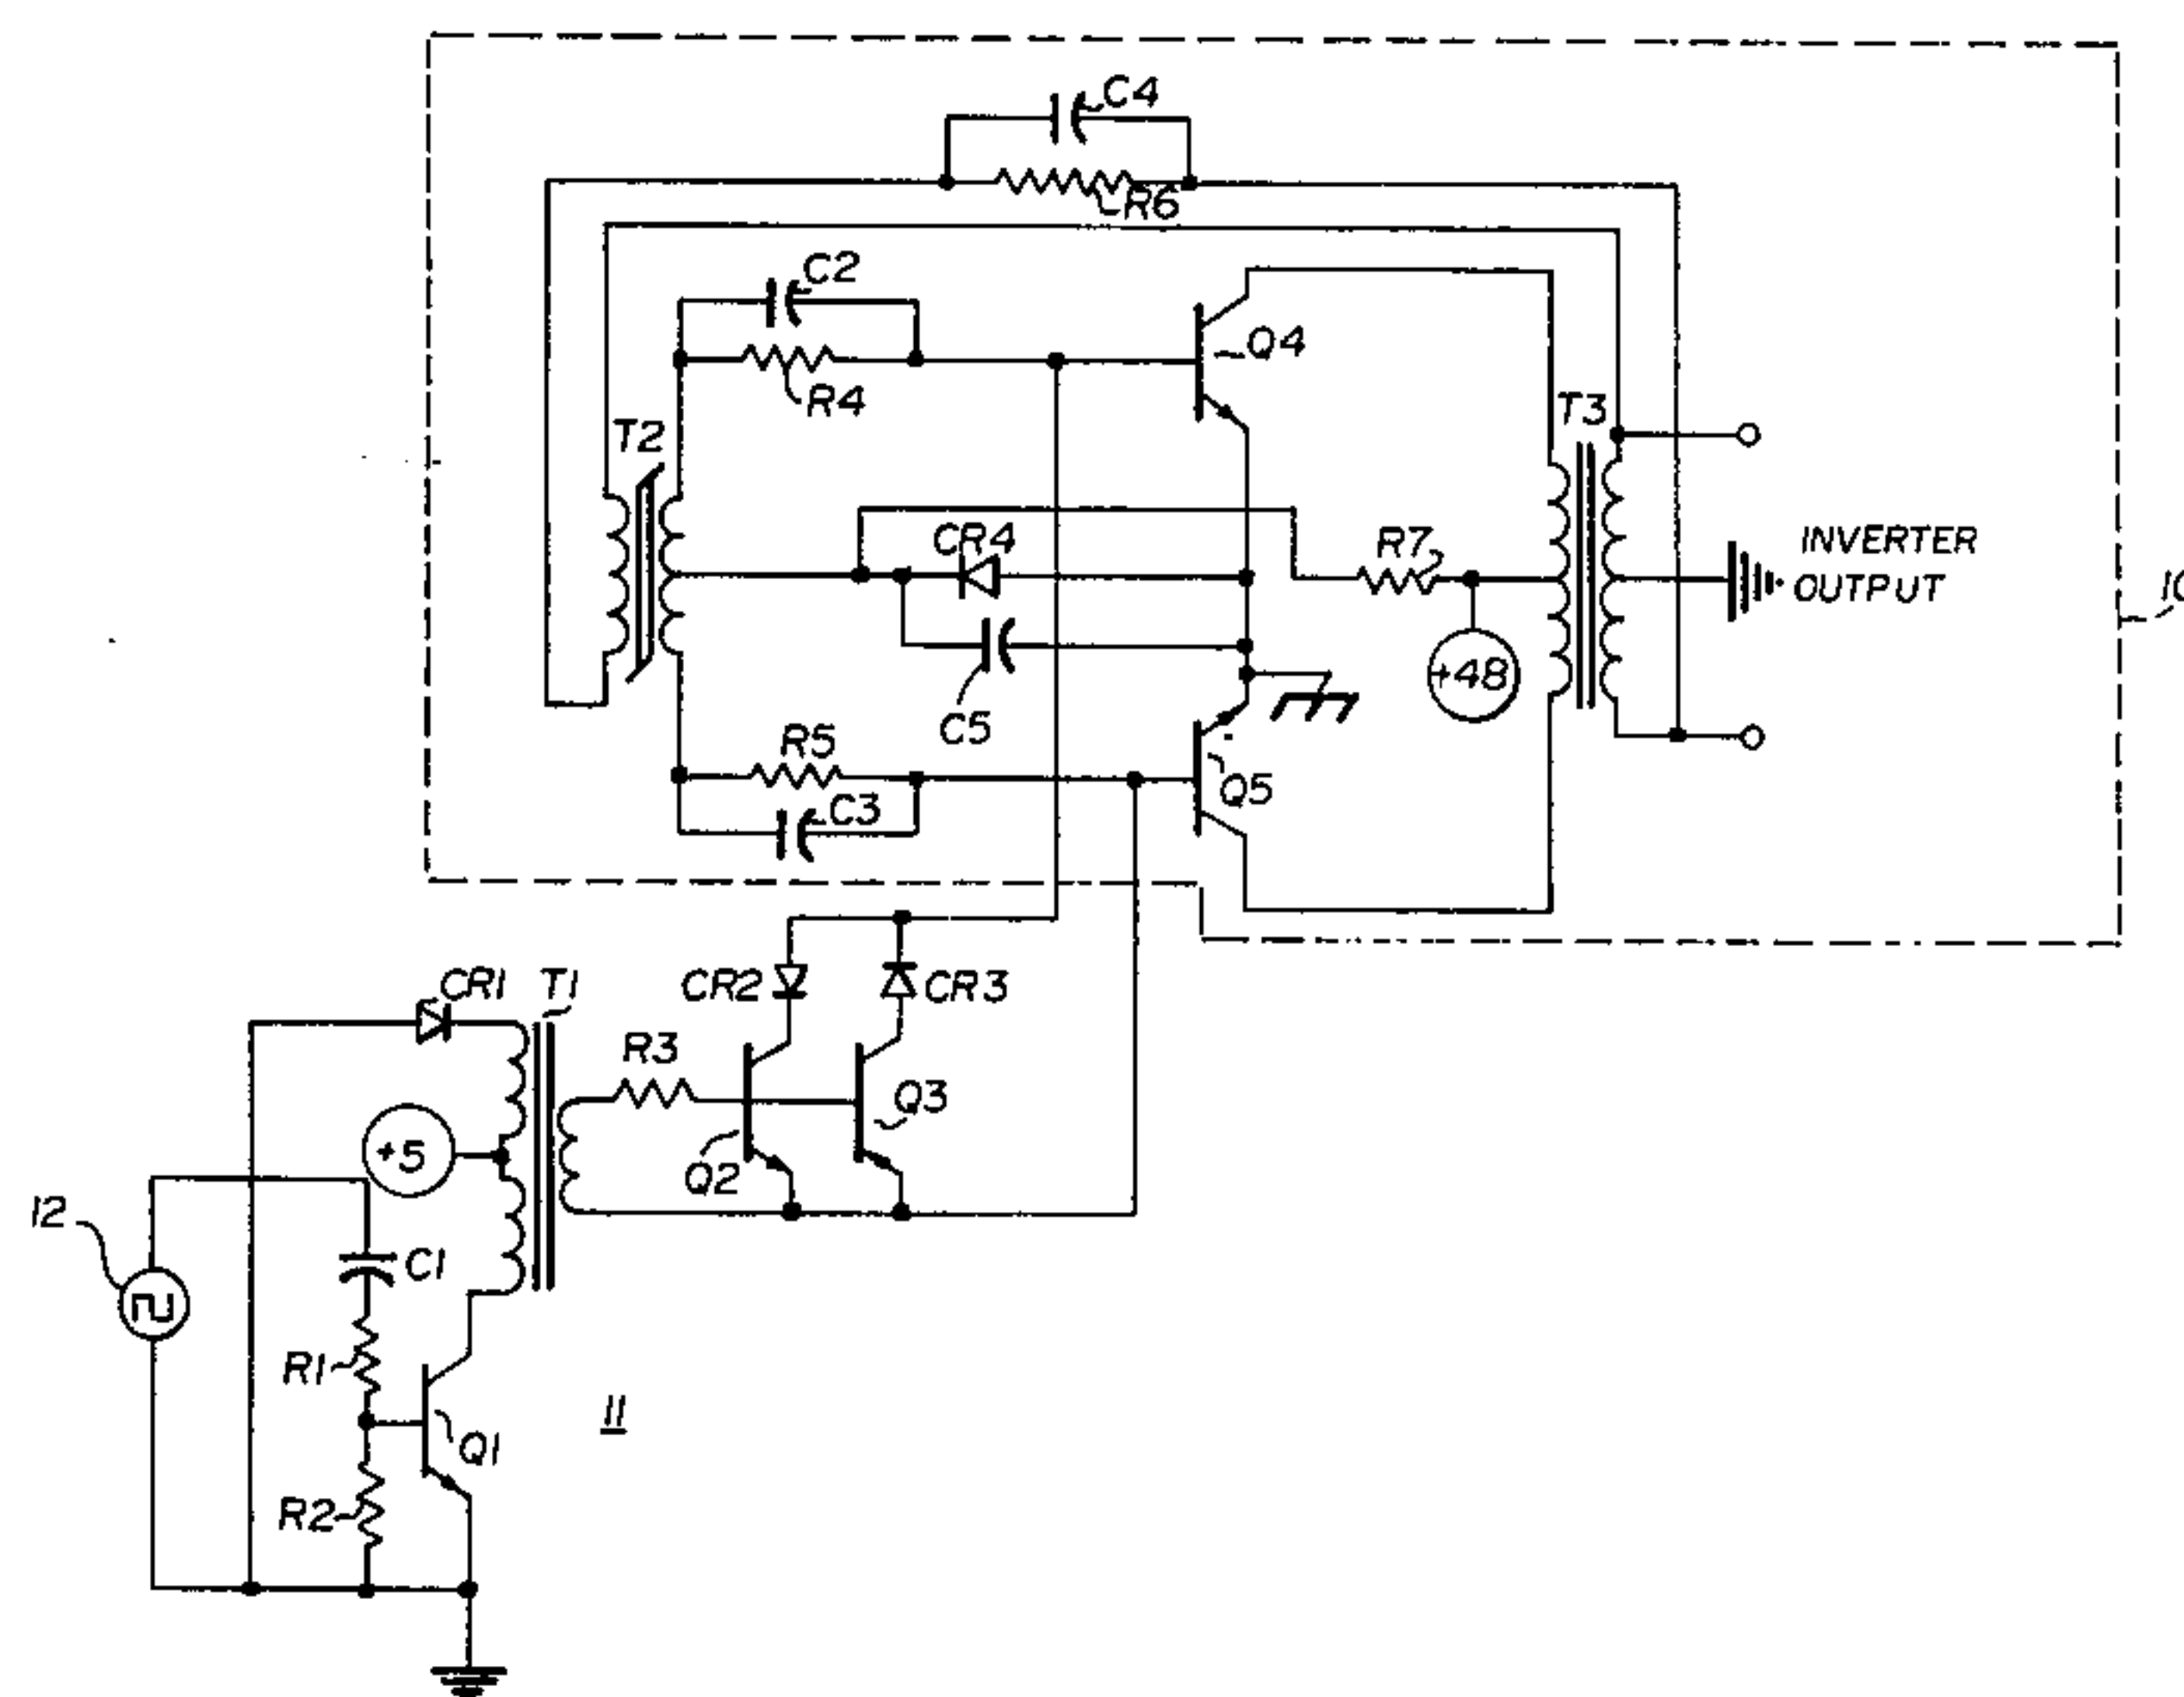 C4
R6
C2
Q4
R4
T3
T2
CR4
R7
INVERTER
OUTPUT
+48
C5
R5
Q5
C3
CR1
T1
CR2
CR3
R3
Q3
+5
Q2
12
C1
R1
11
Q1
R2